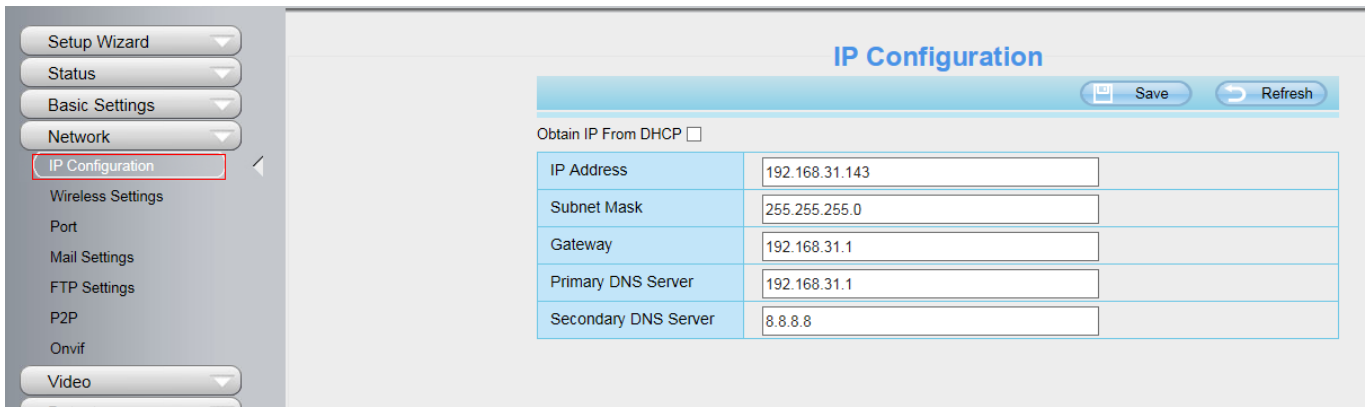 Setup Wizard
Status
Basic Settings
Network
IP Configuration
Wireless Settings
Port
Mail Settings
FTP Settings
P2P
Onvif
Video
IP Configuration
Save Refresh
Obtain IP From DHCP
IP Address 192.168.31.143
Subnet Mask 255.255.255.0
Gateway 192.168.31.1
Primary DNS Server 192.168.31.1
Secondary DNS Server 8.8.8.8